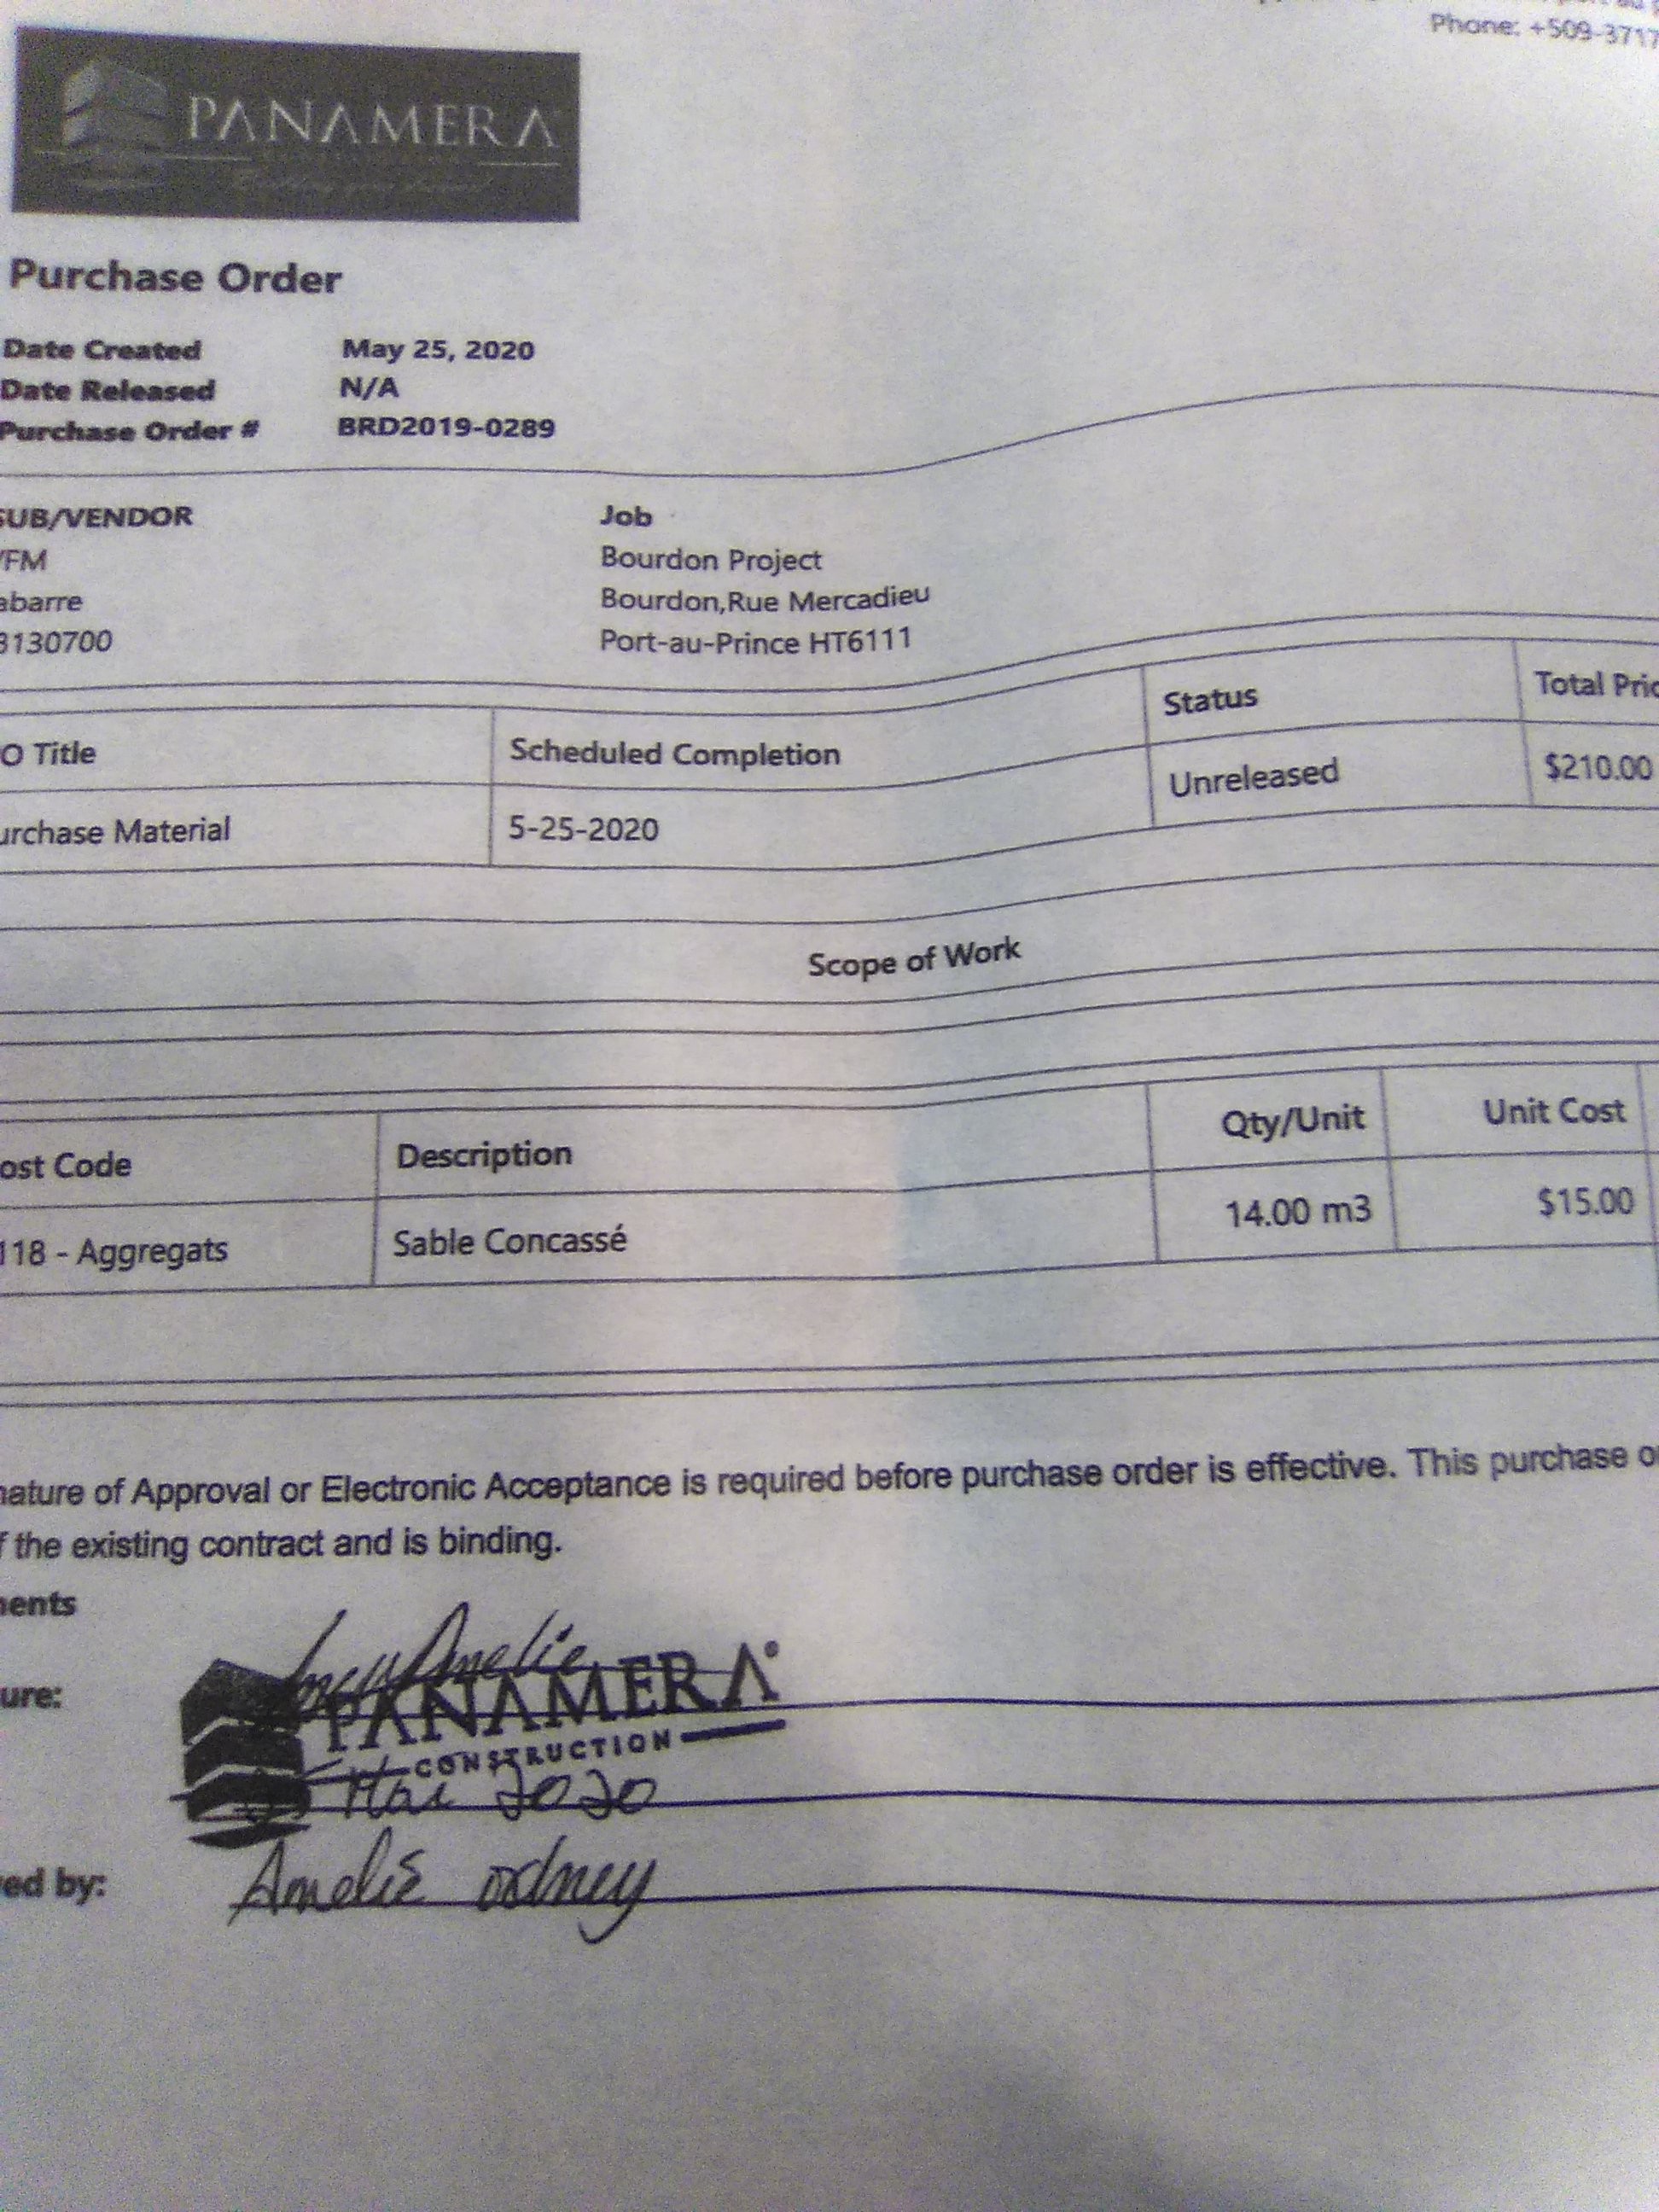 Phone: +509-3717
PANAMERA
Purchase Order
Date Created May 25, 2020
Date Released N/A
Purchase Order # BRD2019-0289
SUB/VENDOR Job
/FM Bourdon Project
abarre Bourdon,Rue Mercadieu
3130700 Port-au-Prince HT6111
O Title Scheduled Completion Status Total Pric
urchase Material 5-25-2020 Unreleased $210.00
Scope of Work
ost Code Description Qty/Unit Unit Cost
118 - Aggregats Sable Concassé 14.00 m3 $15.00
nature of Approval or Electronic Acceptance is required before purchase order is effective. This purchase or
f the existing contract and is binding.
ments
ure: Amelie
PANAMERA
CONSTRUCTION
Mai 2020
ved by: Amelie